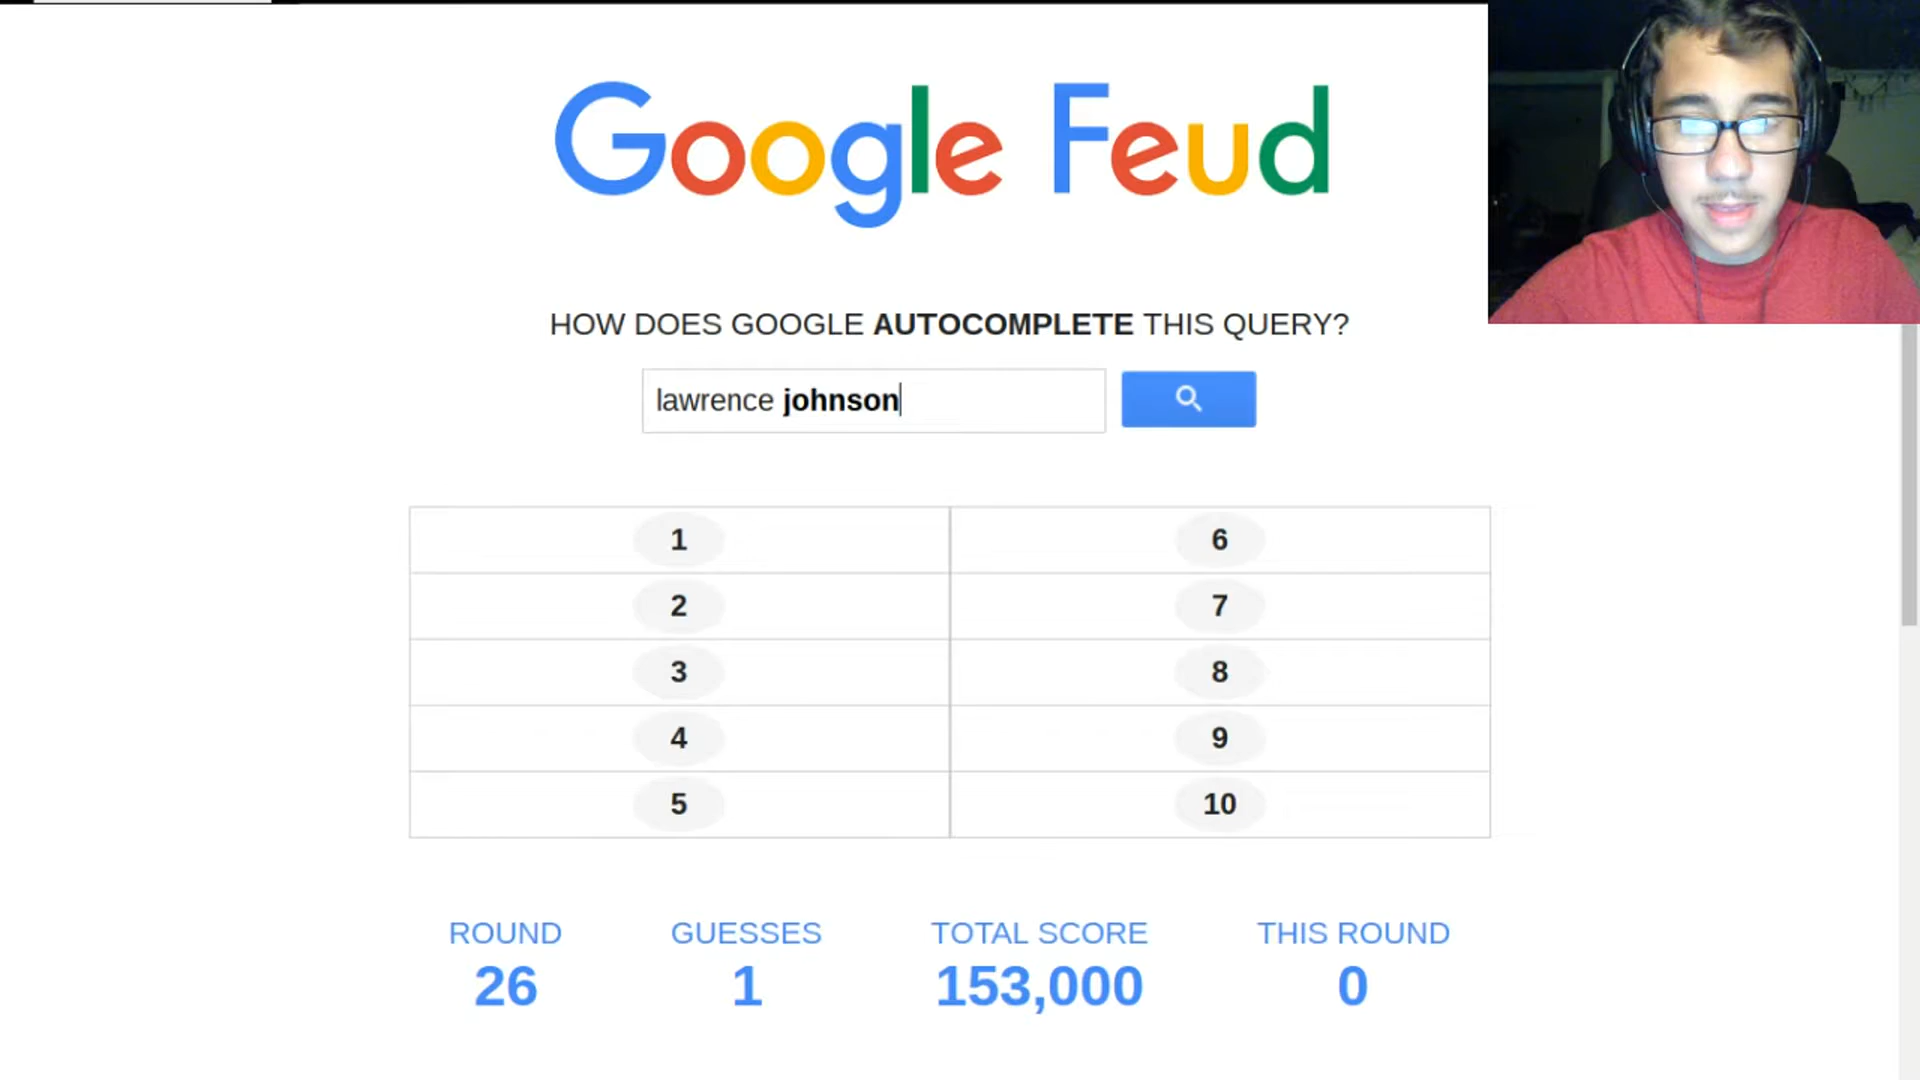 Google Feud
HOW DOES GOOGLE AUTOCOMPLETE THIS QUERY?
lawrence johnson
1 6
2 7
3 8
4 9
5 10
ROUND GUESSES TOTAL SCORE THIS ROUND
26 1 153,000 0